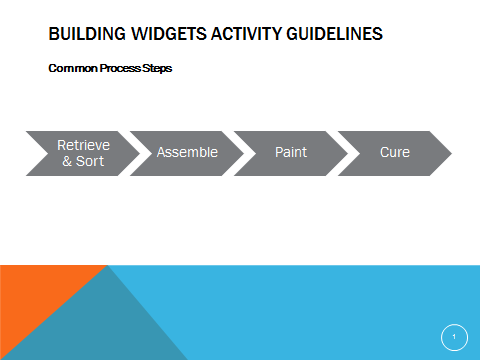 BUILDING WIDGETS ACTIVITY GUIDELINES
Common Process Steps
Retrieve
& Sort
Assemble
Paint
Cure
1